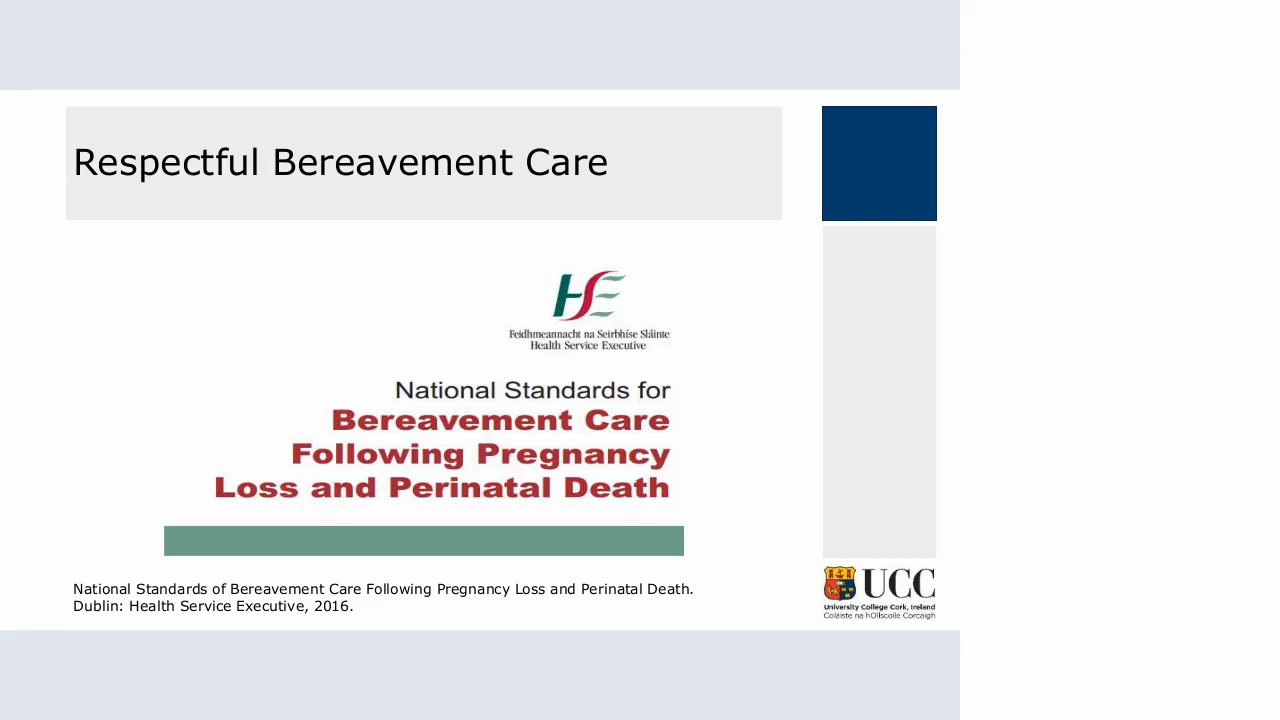 Respectful Bereavement Care
Feidhmeannacht na Seirbhíse Sláinte
Health Service Executive
National Standards for
Bereavement Care
Following Pregnancy
Loss and Perinatal Death
National Standards of Bereavement Care Following Pregnancy Loss and Perinatal Death.
Dublin: Health Service Executive, 2016.
UCC
University College Cork, Ireland
Coláiste na hOllscoile Corcaigh